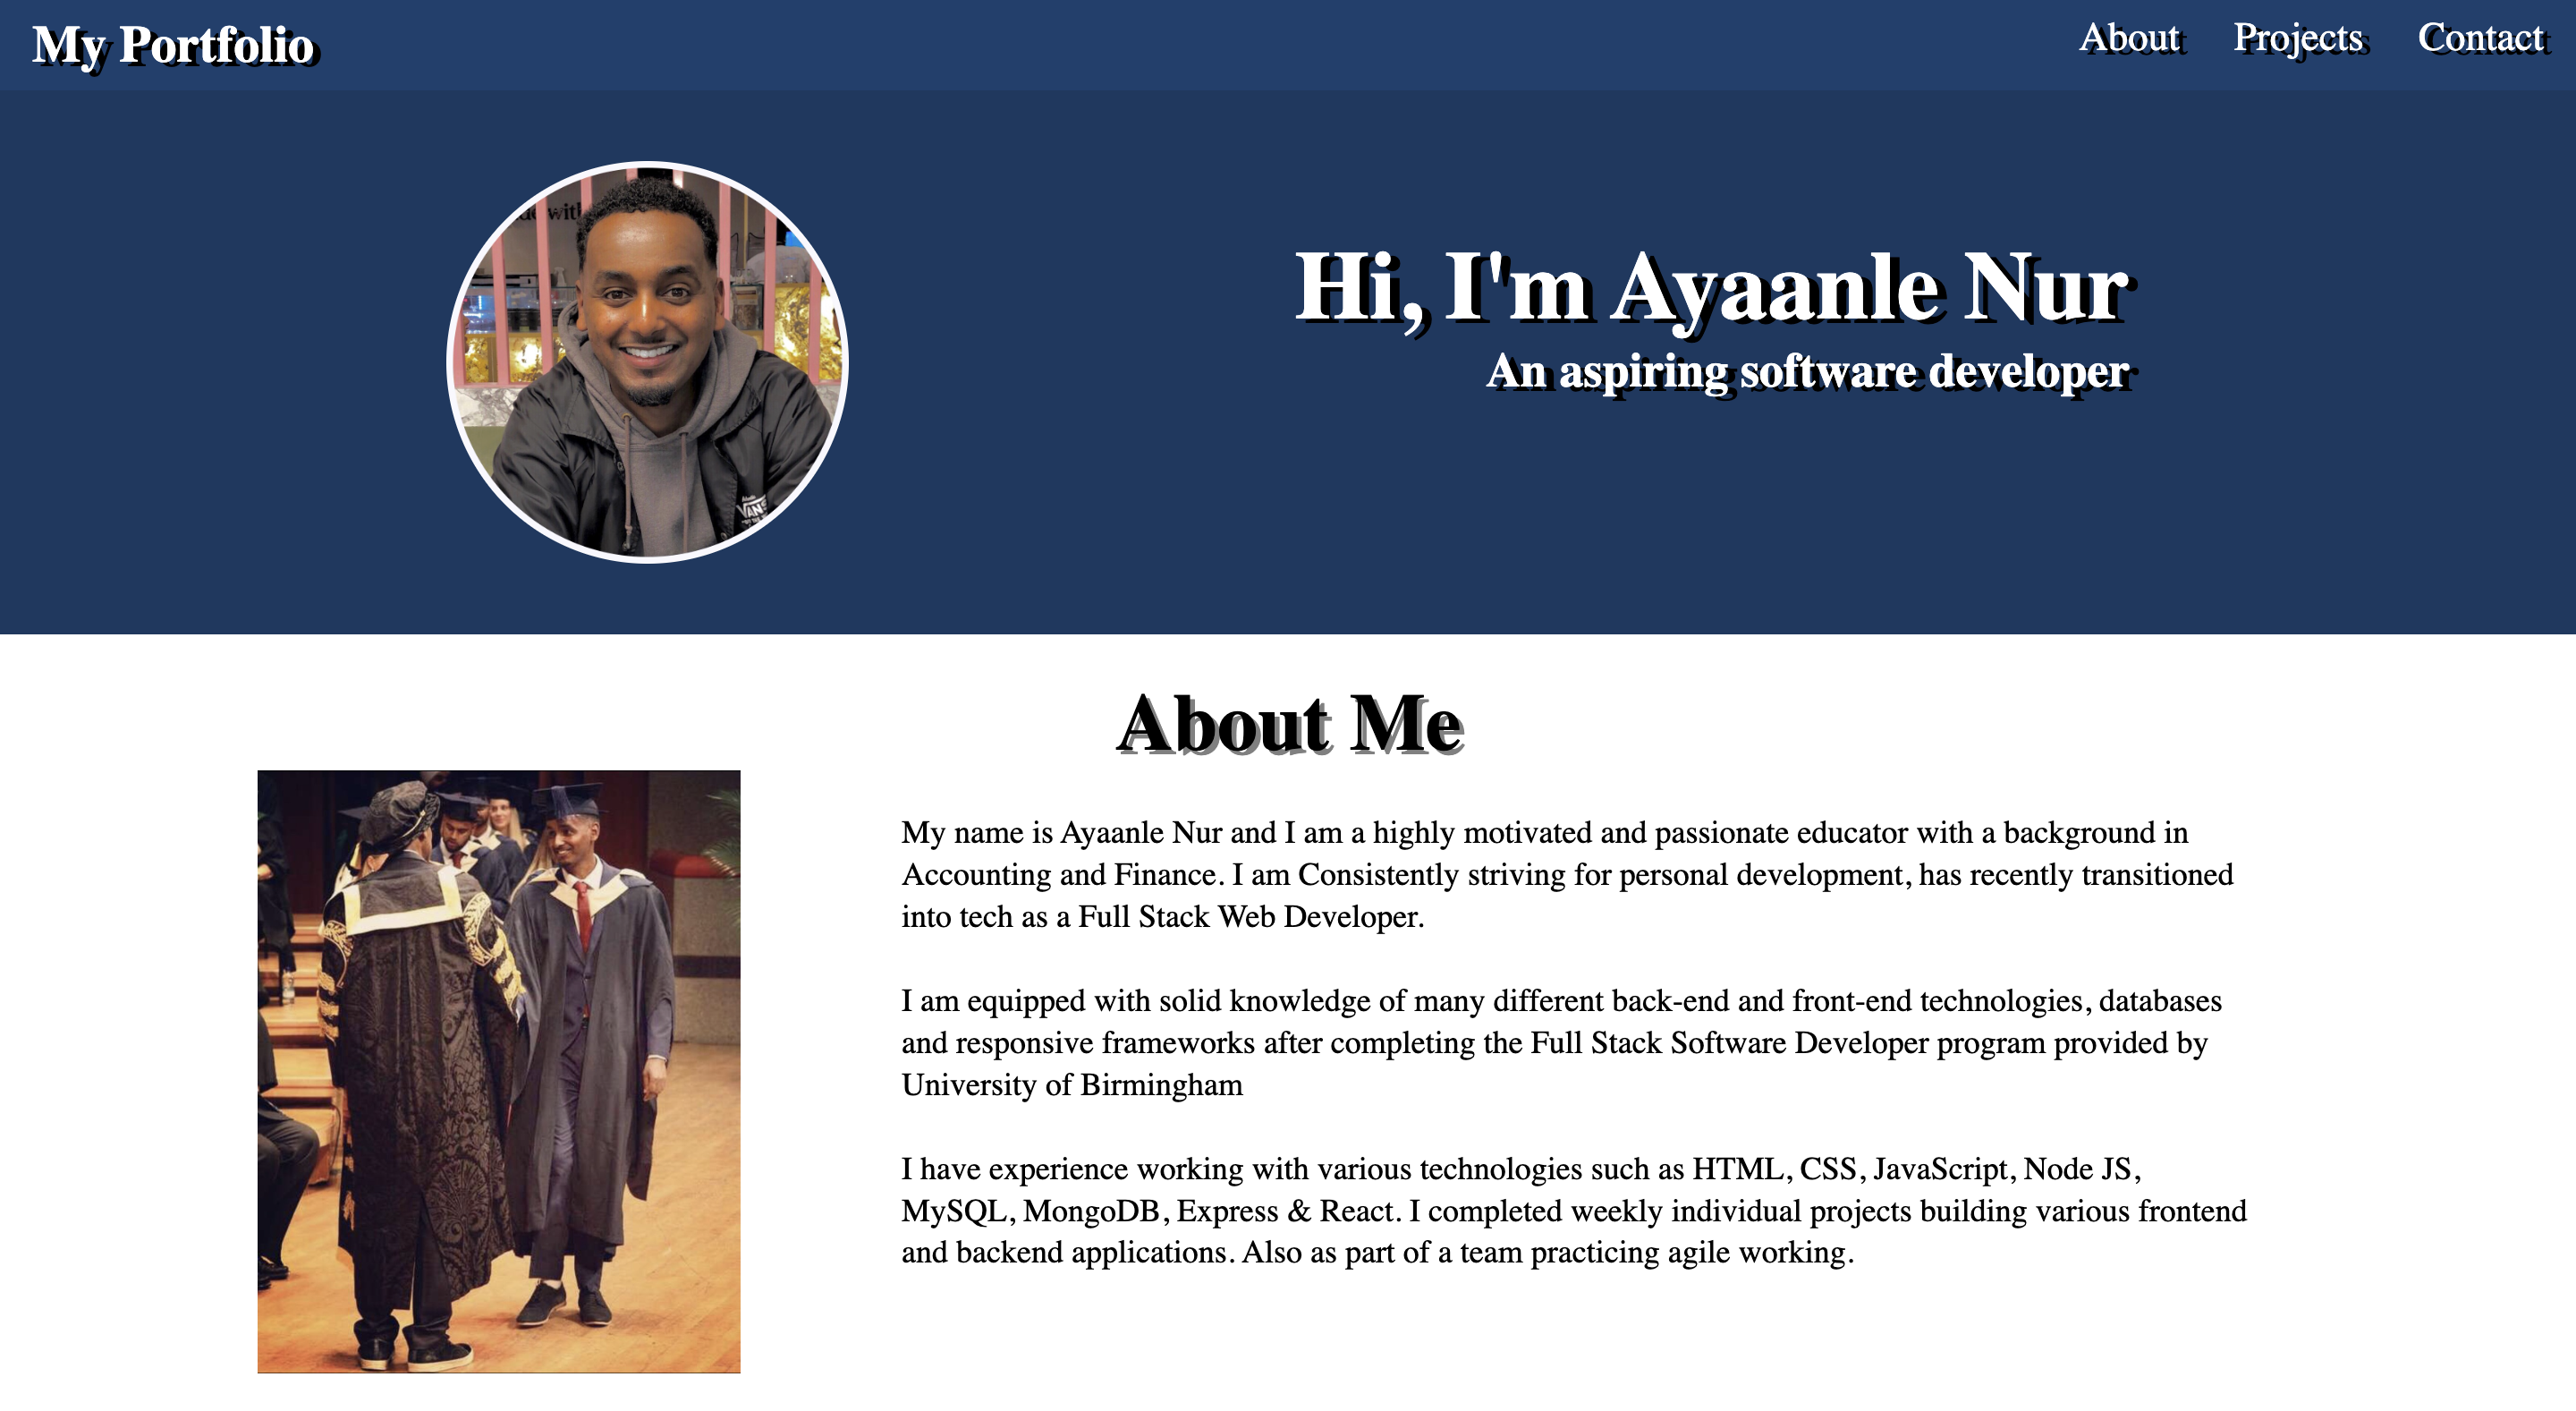 My Portfolio
About Projects Contact
de with
Hi, I'm Ayaanle Nur
An aspiring software developer
VANS
About Me
My name is Ayaanle Nur and I am a highly motivated and passionate educator with a background in
Accounting and Finance. I am Consistently striving for personal development, has recently transitioned
into tech as a Full Stack Web Developer.
I am equipped with solid knowledge of many different back-end and front-end technologies, databases
and responsive frameworks after completing the Full Stack Software Developer program provided by
University of Birmingham
I have experience working with various technologies such as HTML, CSS, JavaScript, Node JS,
MySQL, MongoDB, Express & React. I completed weekly individual projects building various frontend
and backend applications. Also as part of a team practicing agile working.